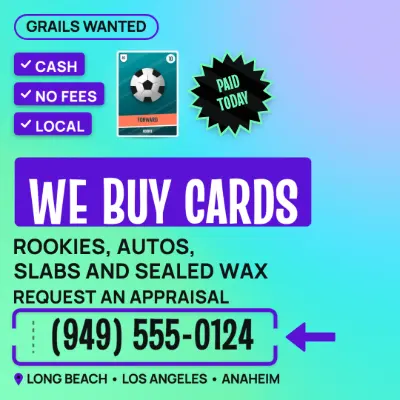 GRAILS WANTED
CASH
NO FEES
LOCAL
10
FORWARD
PAID
TODAY
WE BUY CARDS
ROOKIES, AUTOS,
SLABS AND SEALED WAX
REQUEST AN APPRAISAL
(949) 555-0124
LONG BEACH • LOS ANGELES • ANAHEIM